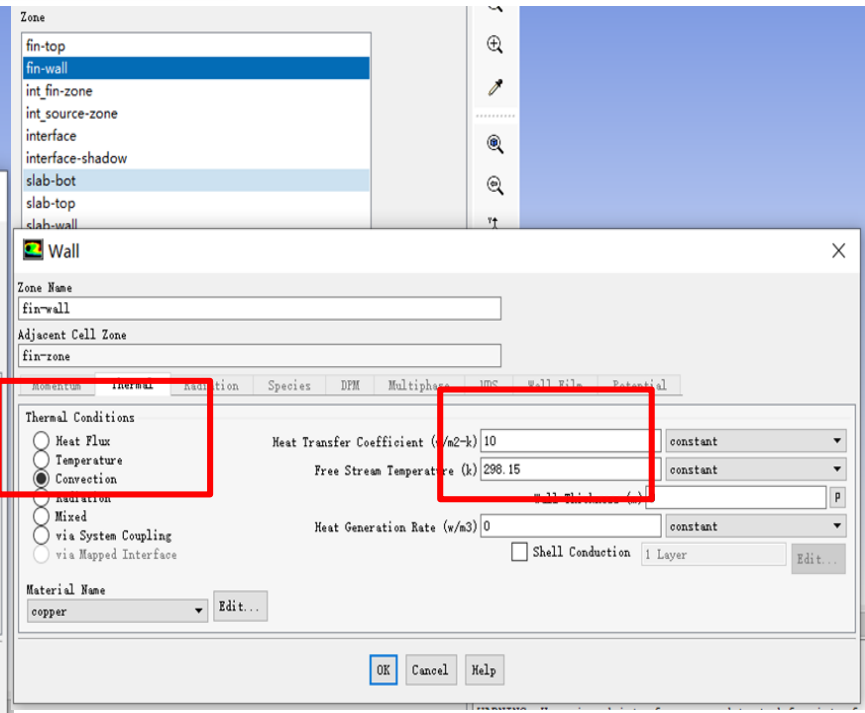 Zone
fin-top
fin-wall
int_fin-zone
int_source-zone
interface
interface-shadow
slab-bot
slab-top
slab-wall
Wall
Zone Name
fin-wall
Adjacent Cell Zone
fin-zone
Momentum Thermal Radiation Species DPM Multiphase UDS Wall Film Potential
Thermal Conditions
Heat Flux
Temperature
Convection
Radiation
Mixed
via System Coupling
via Mapped Interface
Heat Transfer Coefficient (w/m2-k) 10 constant
Free Stream Temperature (k) 298.15 constant
Wall Thickness (m) P
Heat Generation Rate (w/m3) 0 constant
Shell Conduction 1 Layer Edit...
Material Name
copper Edit...
OK Cancel Help